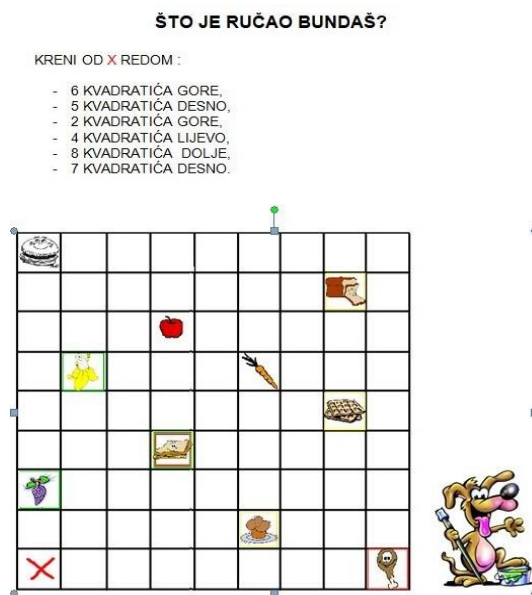 ŠTO JE RUČAO BUNDAŠ?
KRENI OD X REDOM :
- 6 KVADRATIĆA GORE,
- 5 KVADRATIĆA DESNO,
- 2 KVADRATIĆA GORE,
- 4 KVADRATIĆA LIJEVO,
- 8 KVADRATIĆA DOLJE,
- 7 KVADRATIĆA DESNO.